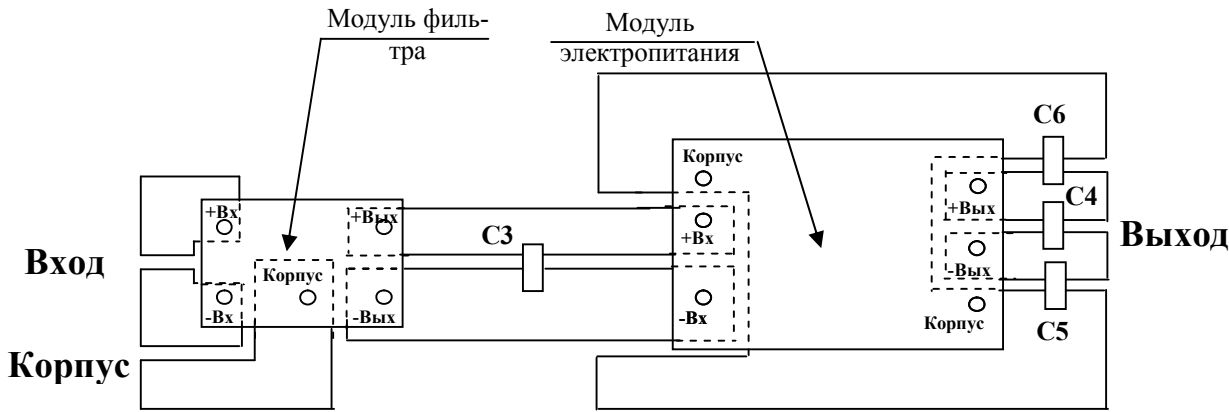 Модуль филь-
тра
Модуль
электропитания
C6
Корпус
+Вх
+Вых
+Вых
C4
C3
+Вх
Вход
Корпус
-Вых
Выход
-Вх
-Вых
-Вх
Корпус
C5
Корпус